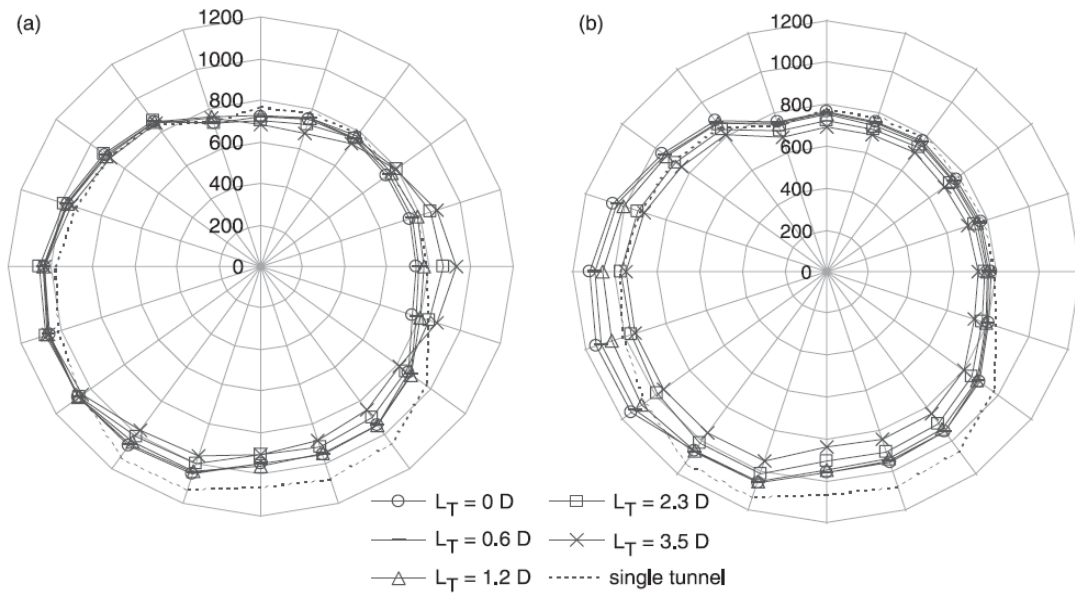 (a)
1200
1000
800
600
400
200
0
(b)
1200
1000
800
600
400
200
0
L_T = 0 D
L_T = 2.3 D
L_T = 0.6 D
L_T = 3.5 D
L_T = 1.2 D
single tunnel